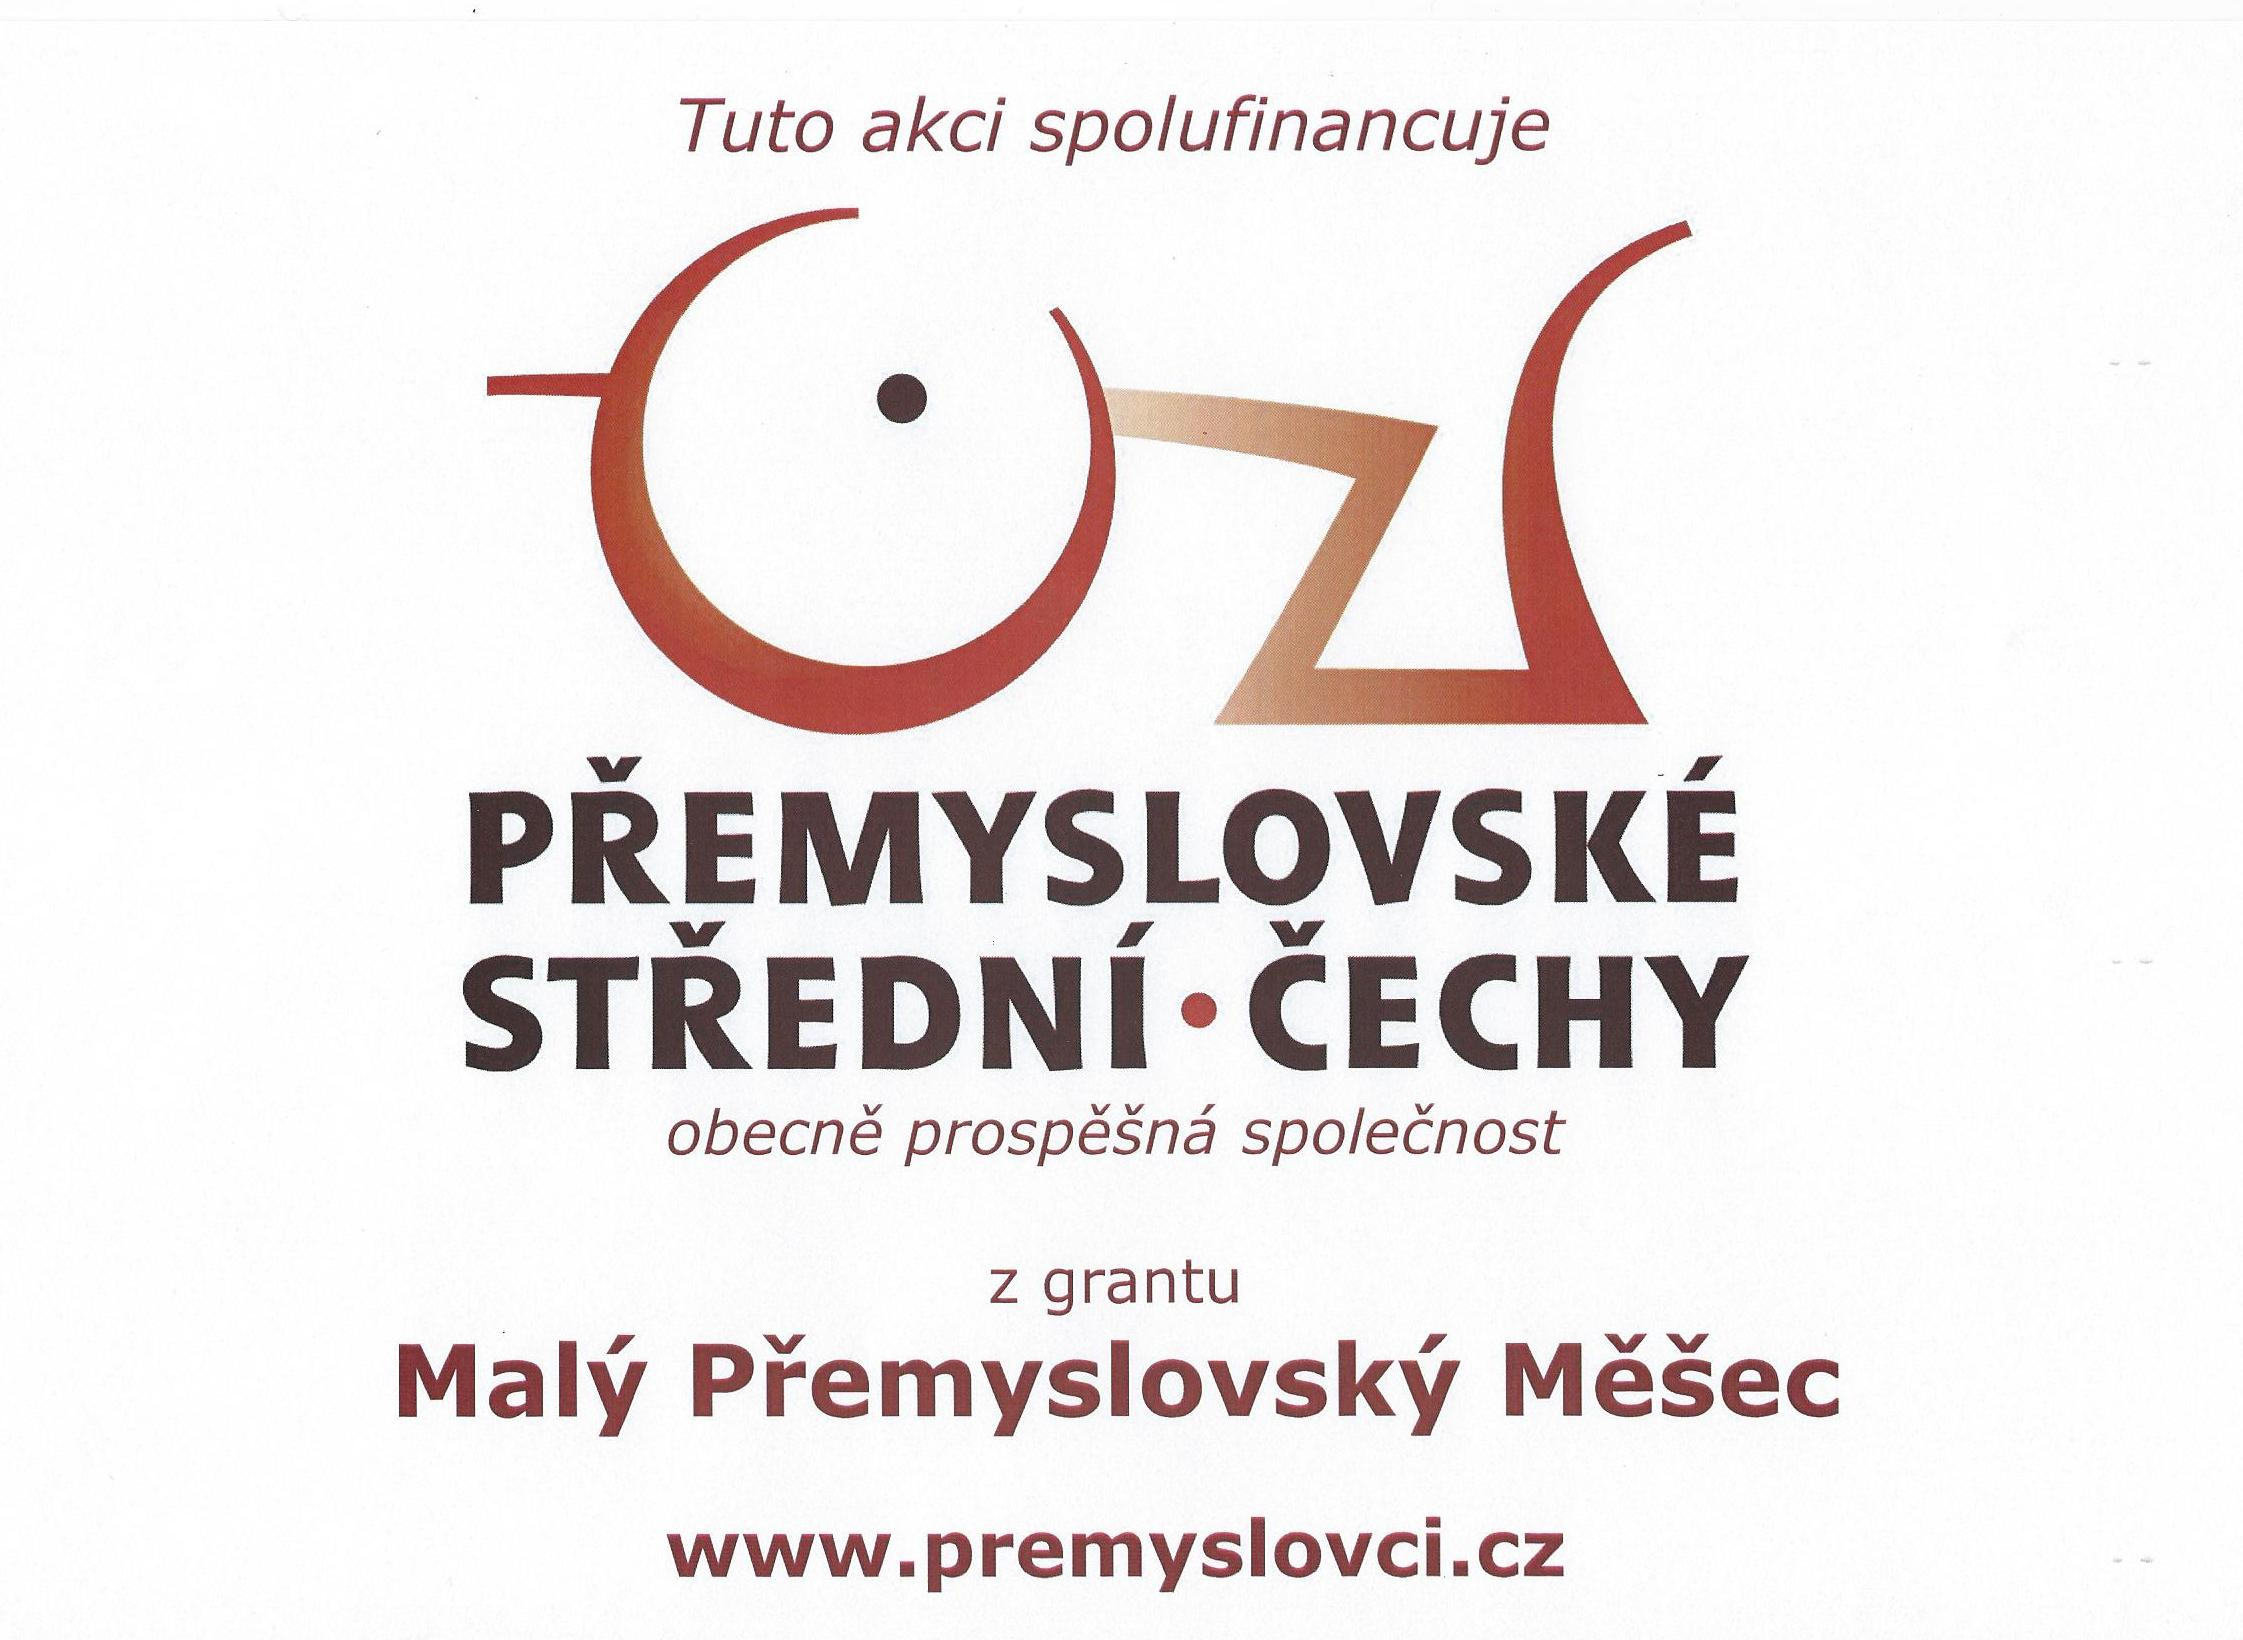 Tuto akci spolufinancuje
PŘEMYSLOVSKÉ
STŘEDNÍ • ČECHY
obecně prospěšná společnost
z grantu
Malý Přemyslovský Měšec
www.premyslovci.cz